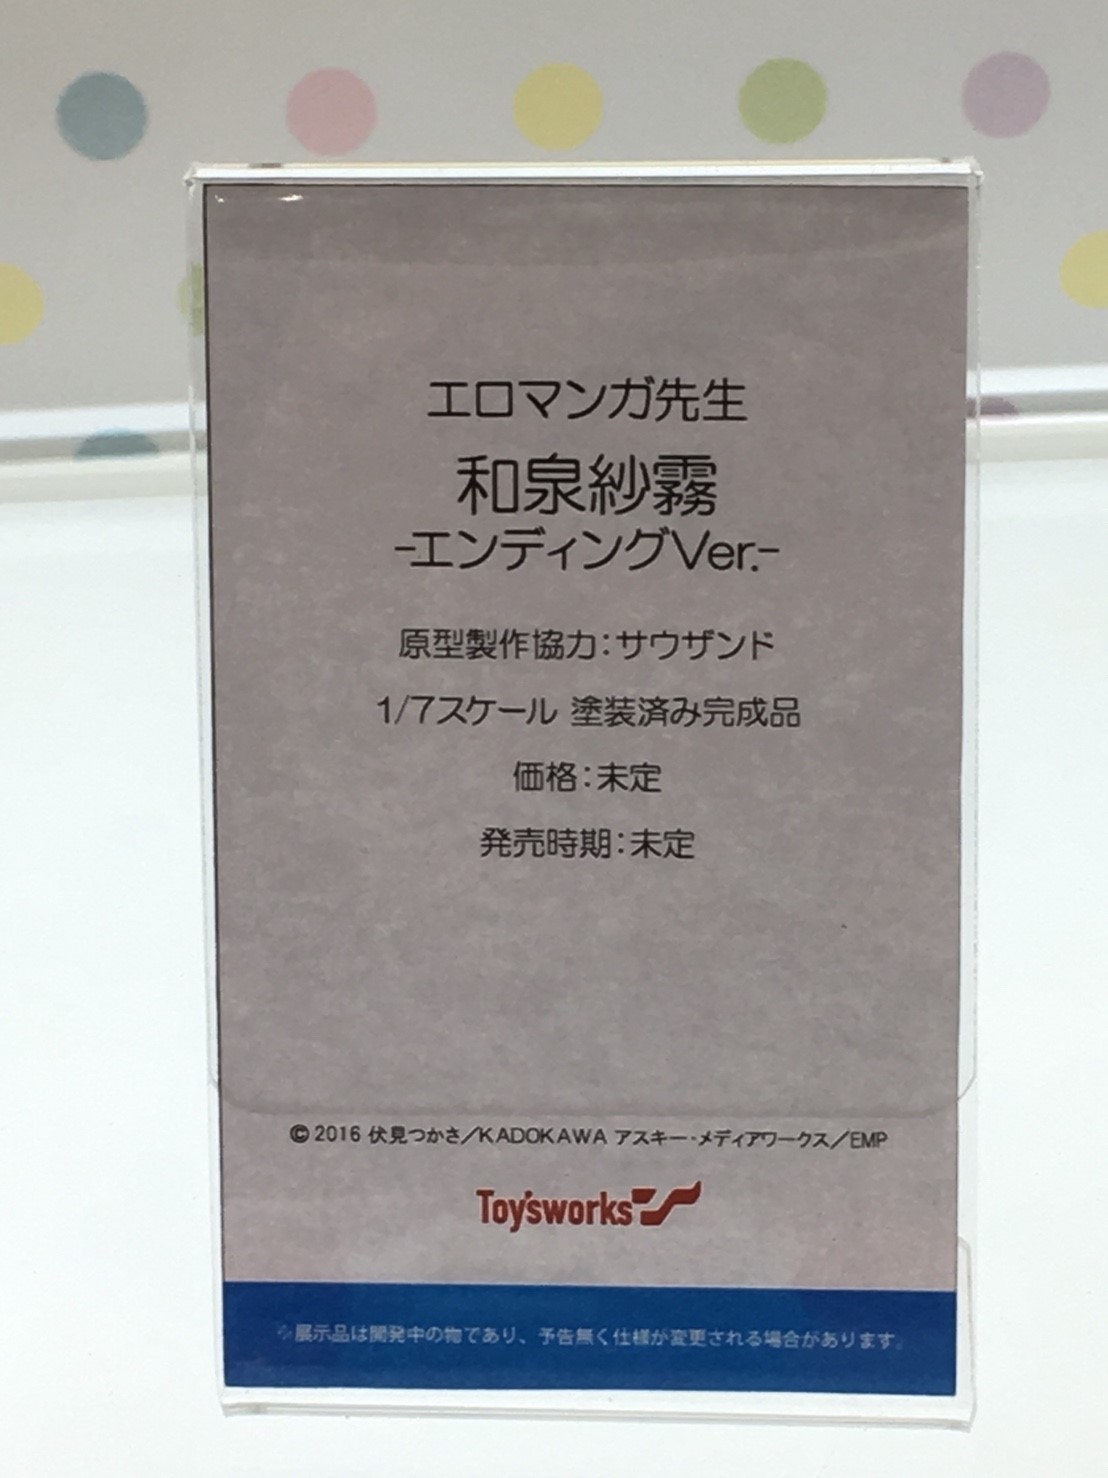 エロマンガ先生
和泉紗霧
-エンディングVer.-
原型製作協力:サウザンド
1/7スケール 塗装済み完成品
価格:未定
発売時期:未定
© 2016 伏見つかさ/KADOKAWA アスキー・メディアワークス/EMP
Toy'sworks
※展示品は開発中の物であり、予告無く仕様が変更される場合があります。